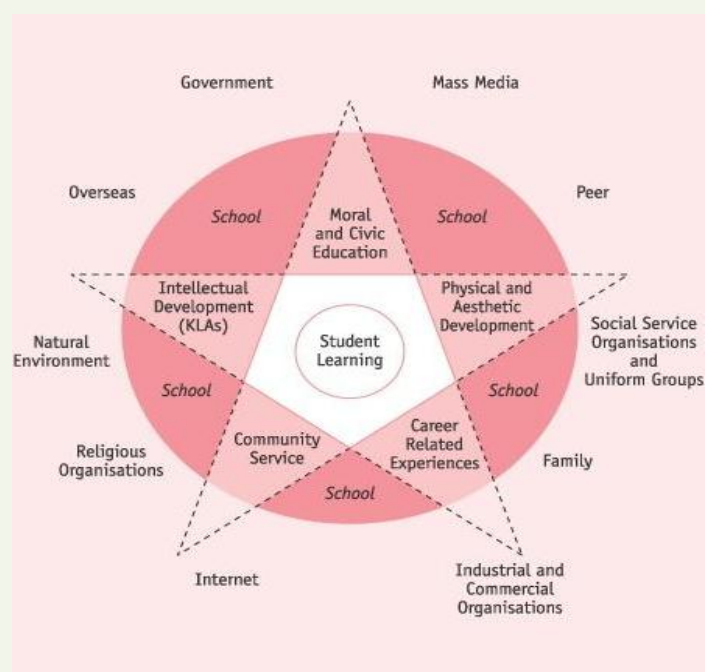 Government
Mass Media
Overseas
Peer
School
School
Moral
and Civic
Education
Intellectual
Development
(KLAs)
Physical and
Aesthetic
Development
Student
Learning
Natural
Environment
Social Service
Organisations
and
Uniform Groups
School
School
Religious
Organisations
Community
Service
Career
Related
Experiences
Family
School
Internet
Industrial and
Commercial
Organisations